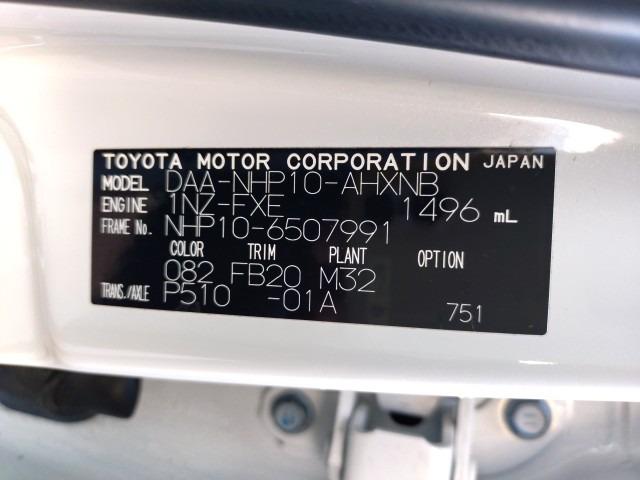 TOYOTA MOTOR CORPORATION JAPAN
MODEL DAA-NHP10-AHXNB
ENGINE 1NZ-FXE 1496 mL
FRAME No. NHP10-6507991
COLOR TRIM PLANT OPTION
082 FB20 M32
TRANS./AXLE P510 -01A 751